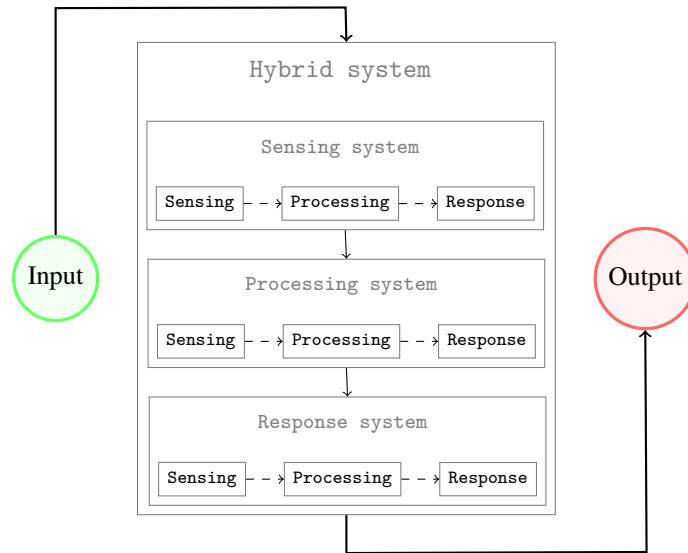 Hybrid system
Sensing system
Sensing Processing Response
Input
Output
Processing system
Sensing Processing Response
Response system
Sensing Processing Response